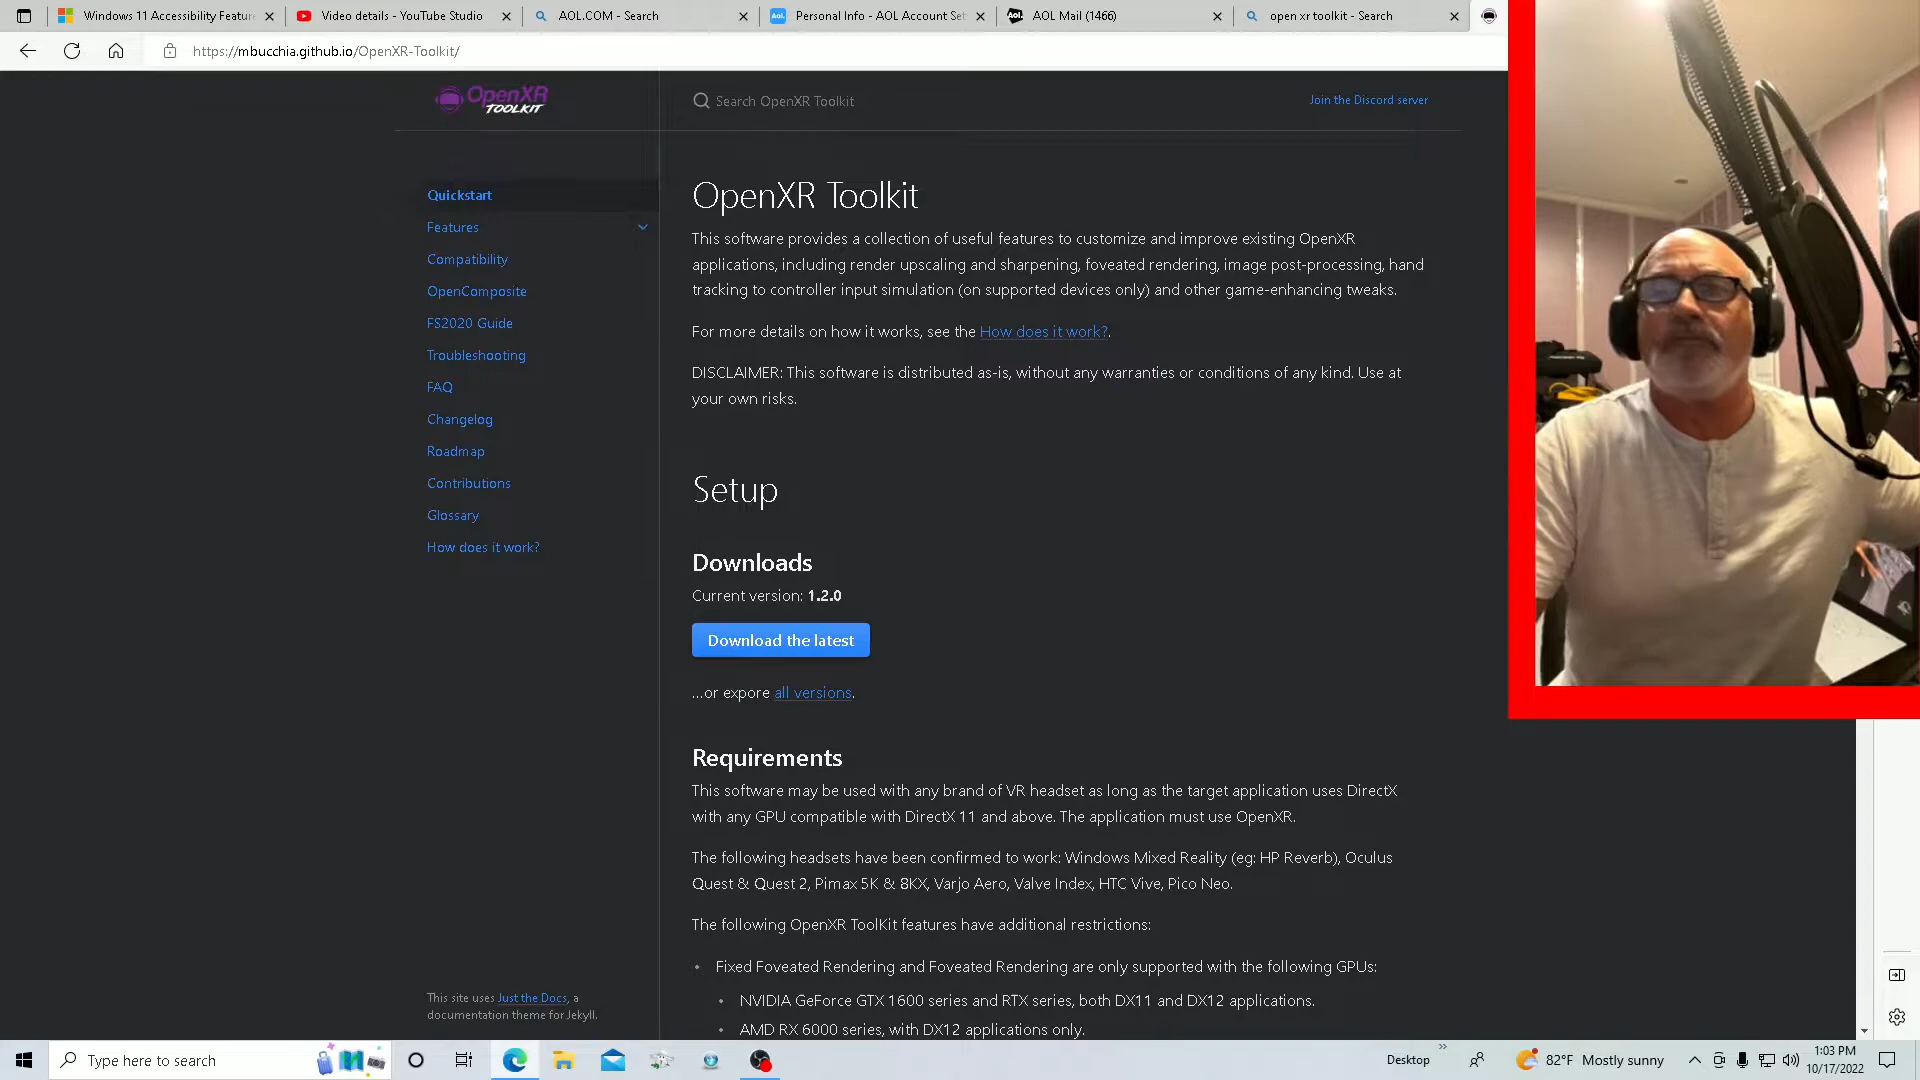 Windows 11 Accessibility Feature
Video details - YouTube Studio
AOL.COM - Search
Aol.
Personal Info - AOL Account Set
Aol.
AOL Mail (1466)
open xr toolkit - Search
https://mbucchia.github.io/OpenXR-Toolkit/
OpenXR
TOOLKIT
Search OpenXR Toolkit
Join the Discord server
Quickstart
Features
Compatibility
OpenComposite
FS2020 Guide
Troubleshooting
FAQ
Changelog
Roadmap
Contributions
Glossary
How does it work?
This site uses Just the Docs, a
documentation theme for Jekyll.
OpenXR Toolkit
This software provides a collection of useful features to customize and improve existing OpenXR
applications, including render upscaling and sharpening, foveated rendering, image post-processing, hand
tracking to controller input simulation (on supported devices only) and other game-enhancing tweaks.
For more details on how it works, see the How does it work?.
DISCLAIMER: This software is distributed as-is, without any warranties or conditions of any kind. Use at
your own risks.
Setup
Downloads
Current version: 1.2.0
Download the latest
...or expore all versions.
Requirements
This software may be used with any brand of VR headset as long as the target application uses DirectX
with any GPU compatible with DirectX 11 and above. The application must use OpenXR.
The following headsets have been confirmed to work: Windows Mixed Reality (eg: HP Reverb), Oculus
Quest & Quest 2, Pimax 5K & 8KX, Varjo Aero, Valve Index, HTC Vive, Pico Neo.
The following OpenXR ToolKit features have additional restrictions:
• Fixed Foveated Rendering and Foveated Rendering are only supported with the following GPUs:
• NVIDIA GeForce GTX 1600 series and RTX series, both DX11 and DX12 applications.
• AMD RX 6000 series, with DX12 applications only.
Type here to search
Desktop
82°F Mostly sunny
1:03 PM
10/17/2022